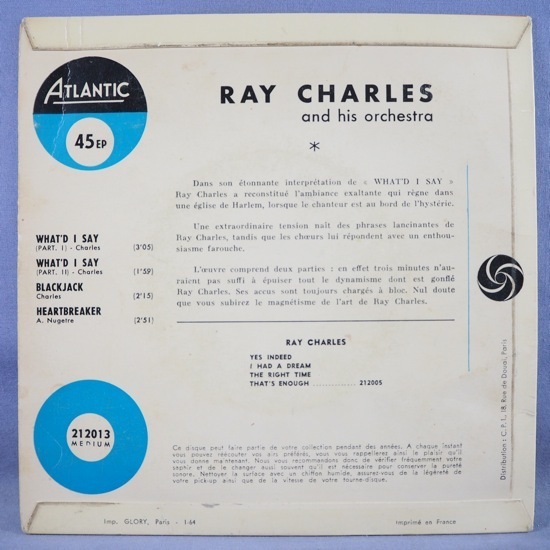 ATLANTIC
45 EP
RAY CHARLES
and his orchestra
*
Dans son étonnante interprétation de « WHAT'D I SAY »
Ray Charles a reconstitué l'ambiance exaltante qui règne dans
une église de Harlem, lorsque le chanteur est au bord de l'hystérie.
Une extraordinaire tension naît des phrases lancinantes de
Ray Charles, tandis que les chœurs lui répondent avec un enthou-
siasme farouche.
L'œuvre comprend deux parties : en effet trois minutes n'au-
raient pas suffi à épuiser tout le dynamisme dont est gonflé
Ray Charles. Ses accus sont toujours chargés à bloc. Nul doute
que vous subirez le magnétisme de l'art de Ray Charles.
WHAT'D I SAY
(PART. I) - Charles (3'05)
WHAT'D I SAY
(PART. II) - Charles (1'59)
BLACKJACK
Charles (2'15)
HEARTBREAKER
A. Nugetre (2'51)
RAY CHARLES
YES INDEED
I HAD A DREAM
THE RIGHT TIME
THAT'S ENOUGH .............. 212005
212013
MEDIUM
Ce disque peut faire partie de votre collection pendant des années. A chaque instant
vous pouvez réécouter vos airs préférés, vous vous rappellerez ainsi le plaisir qu'il
vous donne maintenant. Nous vous recommandons donc de vérifier fréquemment votre
saphir et de le changer aussi souvent qu'il est nécessaire pour conserver la pureté
sonore. Nettoyer le avec un chiffon humide, assurez-vous de la légèreté de
votre pick-up ainsi que de la vitesse de votre tourne-disque.
Distribution : C. P. I., 18, Rue de Douai, Paris
Imp. GLORY, Paris - 1-64
Imprimé en France